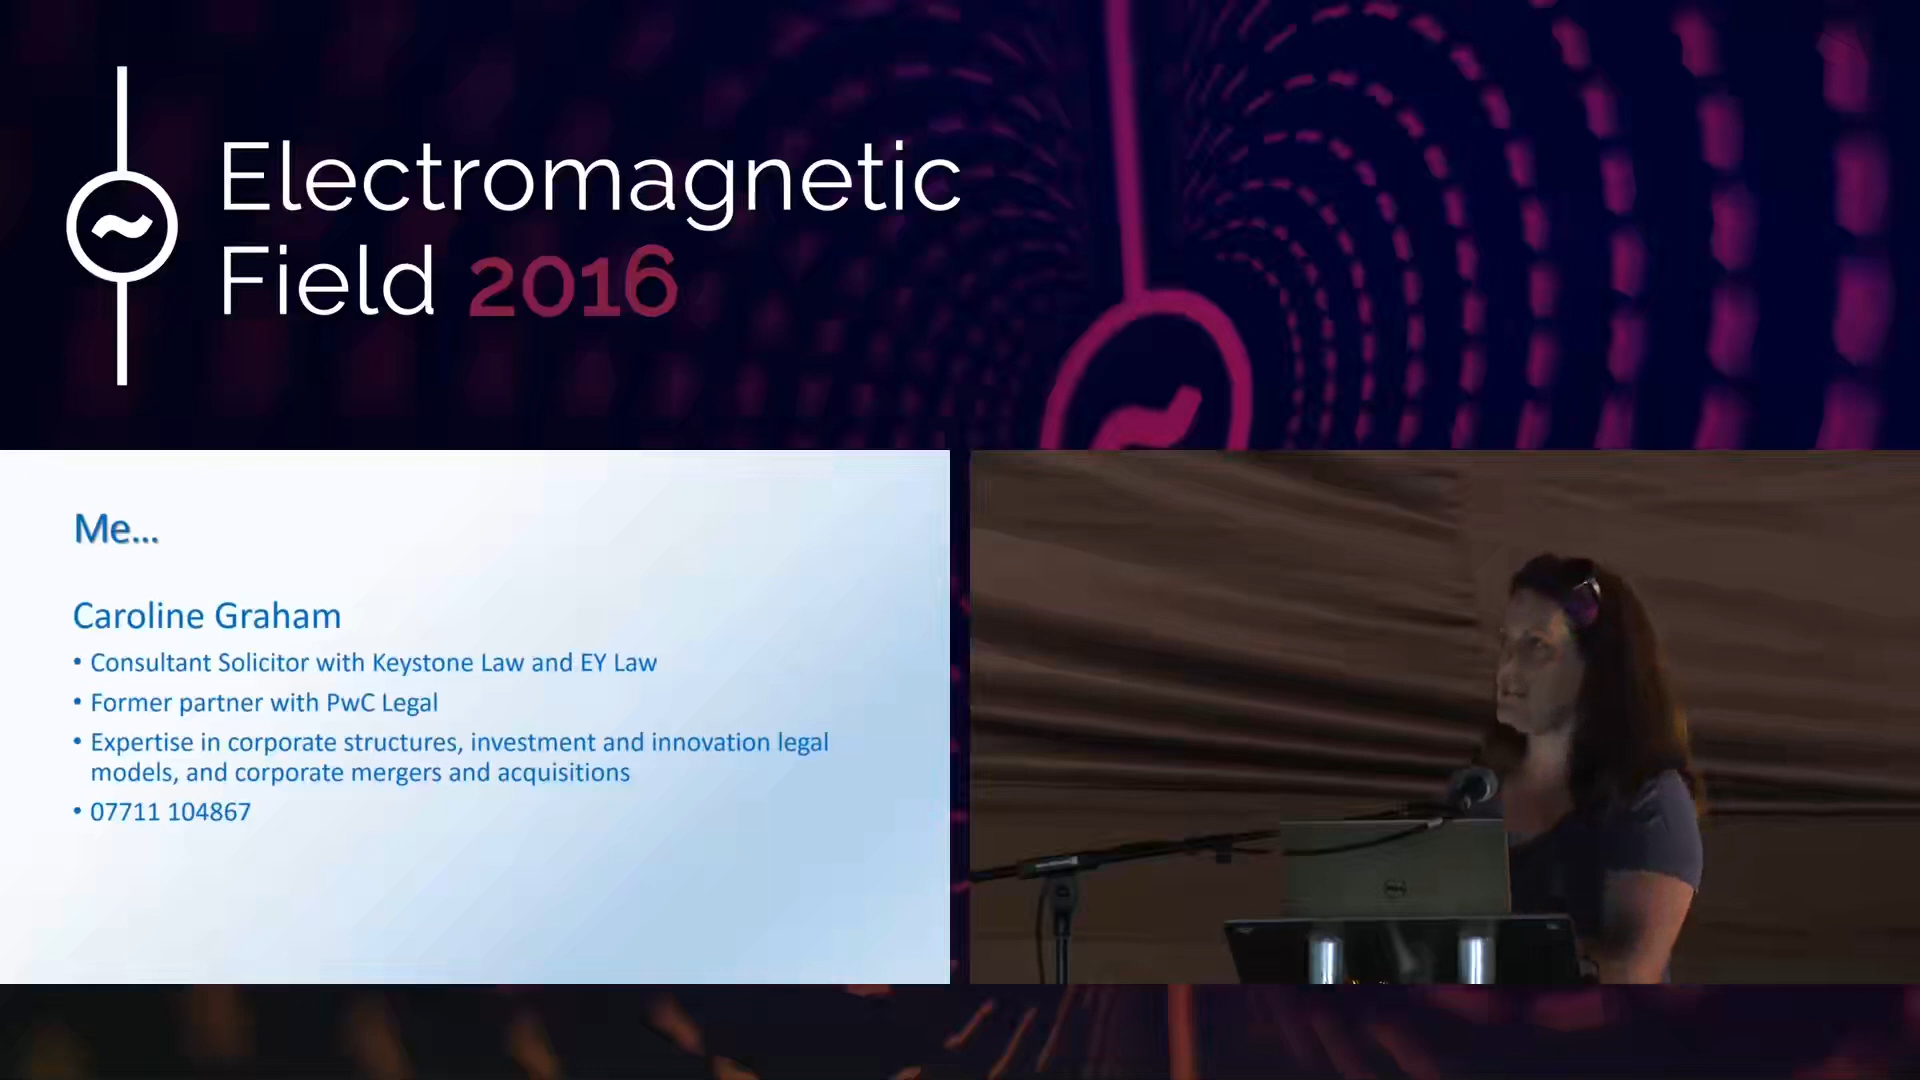 Electromagnetic
Field 2016
Me...
Caroline Graham
• Consultant Solicitor with Keystone Law and EY Law
• Former partner with PwC Legal
• Expertise in corporate structures, investment and innovation legal
models, and corporate mergers and acquisitions
• 07711 104867
DELL